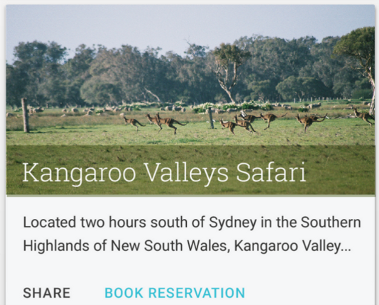 Kangaroo Valleys Safari
Located two hours south of Sydney in the Southern
Highlands of New South Wales, Kangaroo Valley...
SHARE BOOK RESERVATION